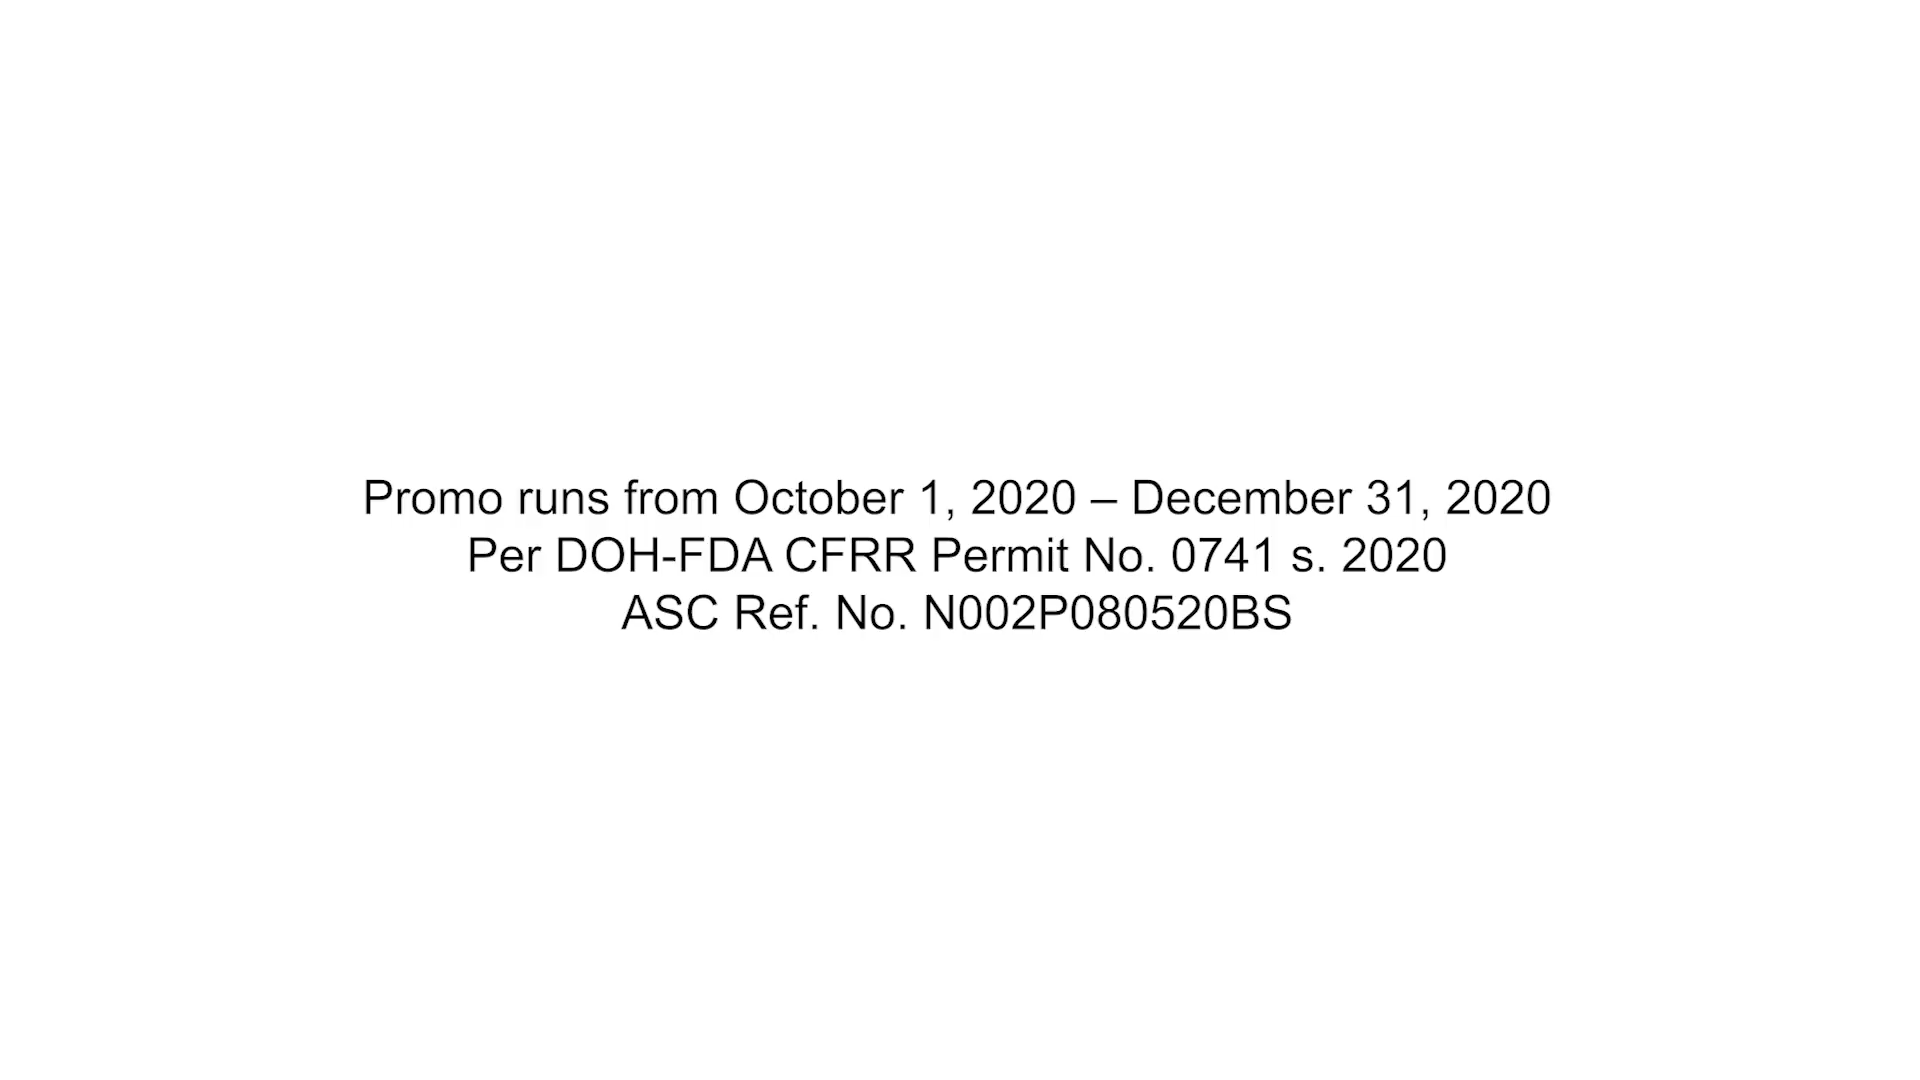 Promo runs from October 1, 2020 – December 31, 2020
Per DOH-FDA CFRR Permit No. 0741 s. 2020
ASC Ref. No. N002P080520BS